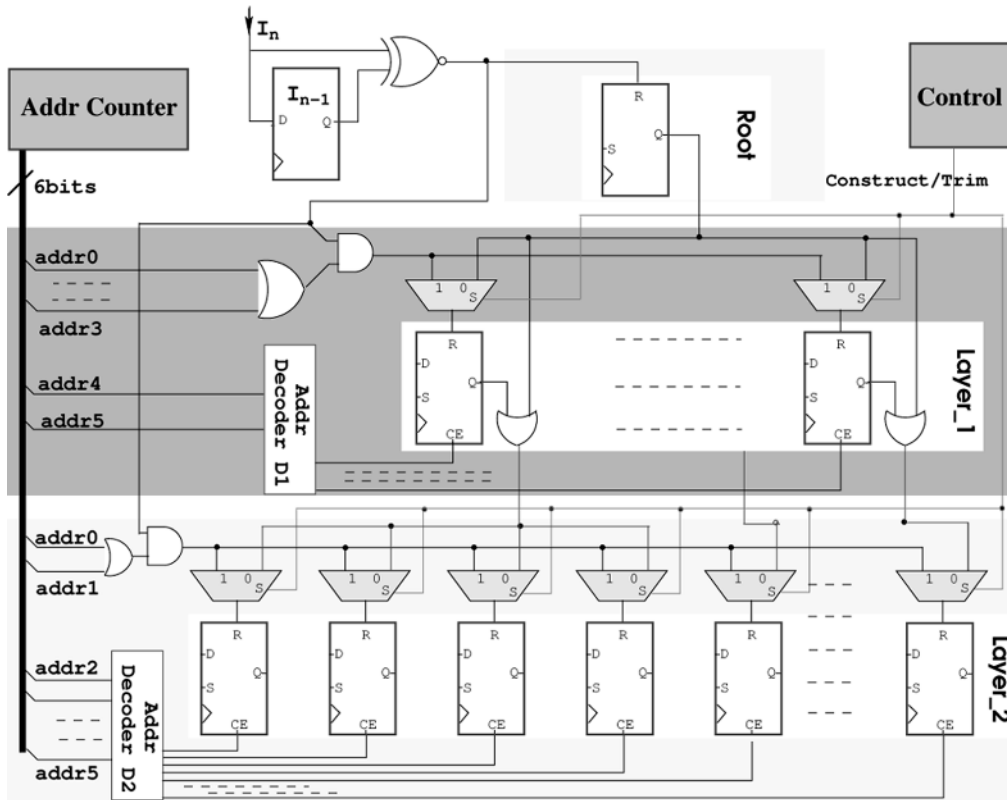 I_n
I_n-1
D
Q
Addr Counter
6bits
R
Q
S
Root
Control
Construct/Trim
addr0
addr3
addr4
addr5
Addr
Decoder D1
1 0
S
1 0
S
R
D
S
Q
CE
R
D
S
Q
CE
Layer_1
addr0
addr1
1 0
S
1 0
S
1 0
S
1 0
S
1 0
S
1 0
S
addr2
addr5
Addr
Decoder D2
R
D
Q
S
CE
R
D
Q
S
CE
R
D
Q
S
CE
R
D
Q
S
CE
R
D
Q
S
CE
R
D
Q
S
CE
Layer_2